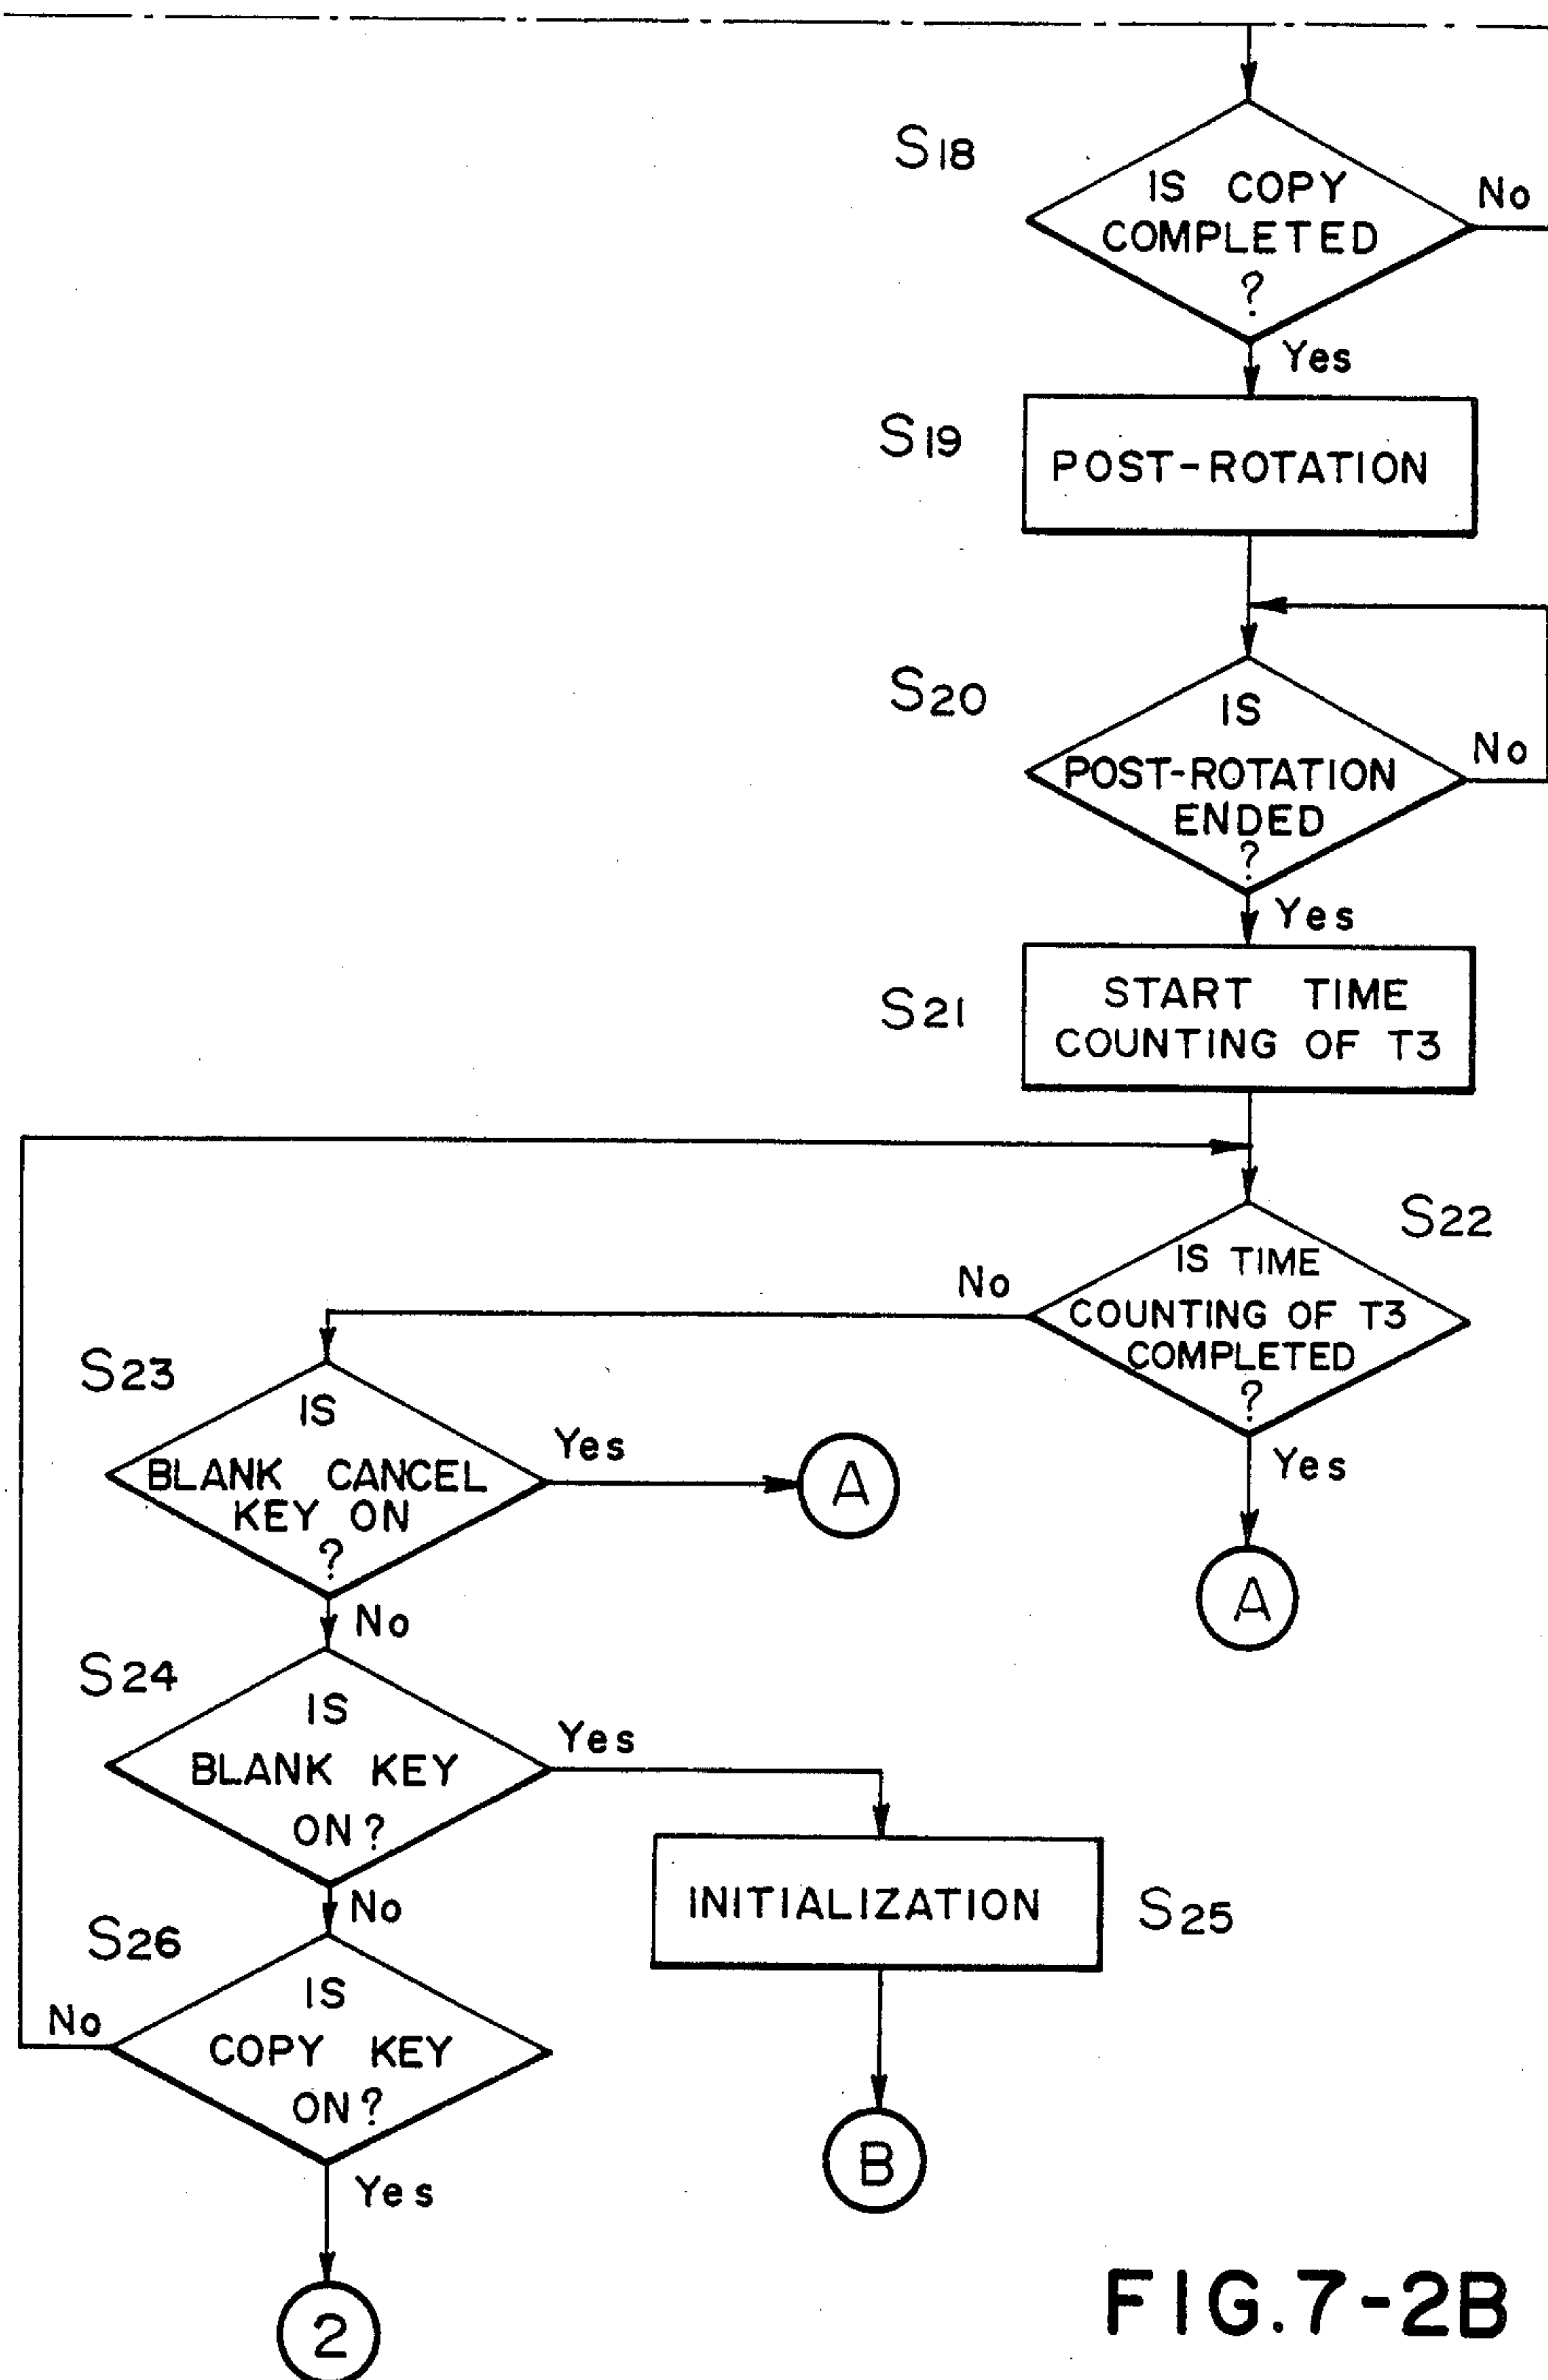 S18
IS COPY
COMPLETED
?
No
Yes
S19
POST-ROTATION
S20
IS
POST-ROTATION
ENDED
?
No
Yes
S21
START TIME
COUNTING OF T3
S22
IS TIME
COUNTING OF T3
COMPLETED
?
No
Yes
A
S23
IS
BLANK CANCEL
KEY ON
?
Yes
A
No
S24
IS
BLANK KEY
ON?
Yes
INITIALIZATION
S25
B
No
S26
IS
COPY KEY
ON?
No
Yes
2
FIG.7-2B